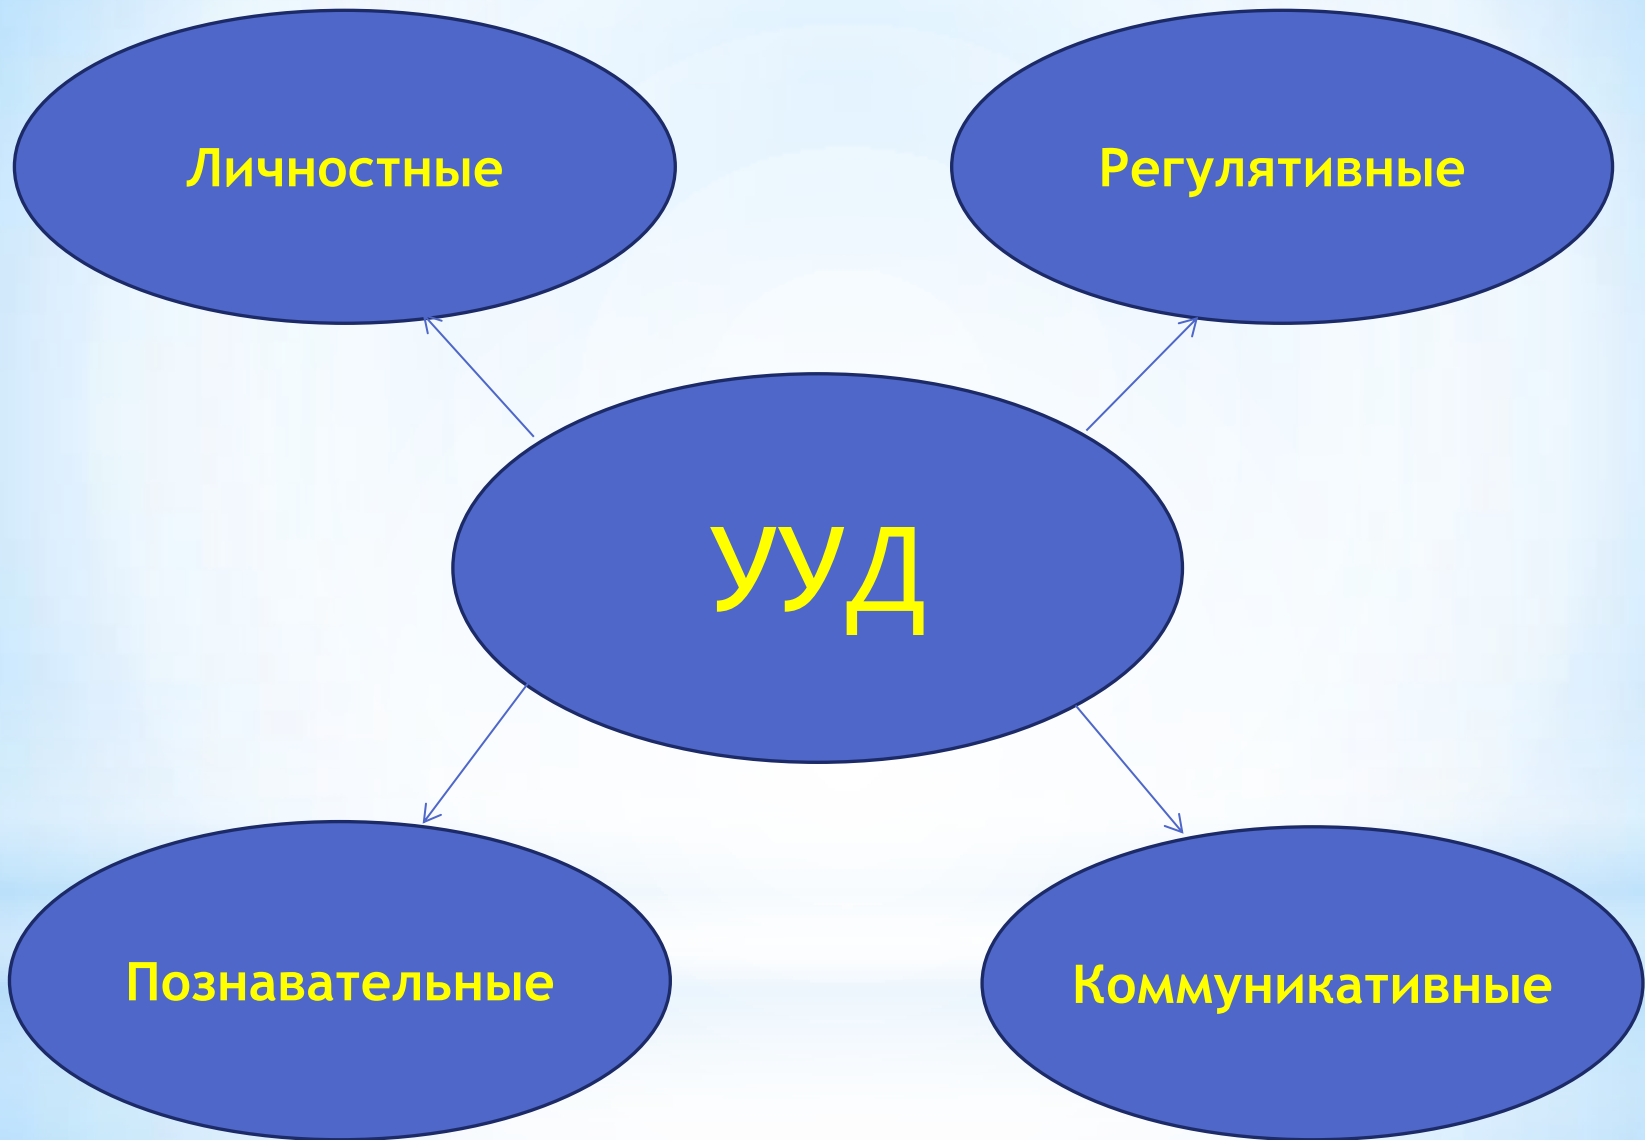 Личностные
Регулятивные
УУД
Познавательные
Коммуникативные